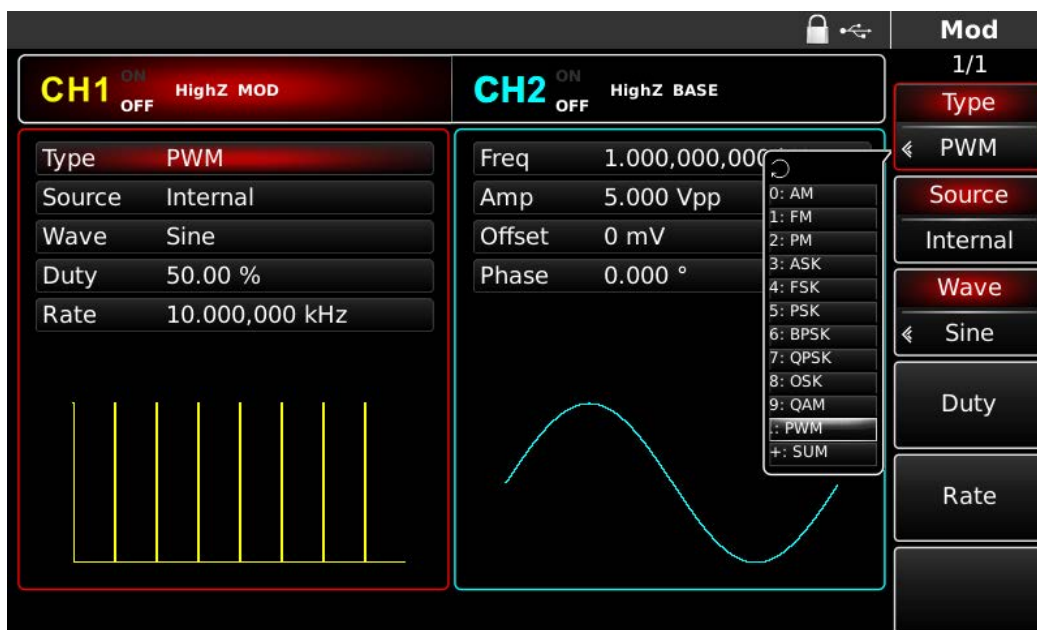 Mod
1/1
CH1 ON OFF HighZ MOD
CH2 ON OFF HighZ BASE
Type
PWM
Type PWM
Source Internal
Wave Sine
Duty 50.00 %
Rate 10.000,000 kHz
Freq 1.000,000,000
Amp 5.000 Vpp
Offset 0 mV
Phase 0.000 °
0: AM
1: FM
2: PM
3: ASK
4: FSK
5: PSK
6: BPSK
7: QPSK
8: OSK
9: QAM
.: PWM
+: SUM
Source
Internal
Wave
Sine
Duty
Rate